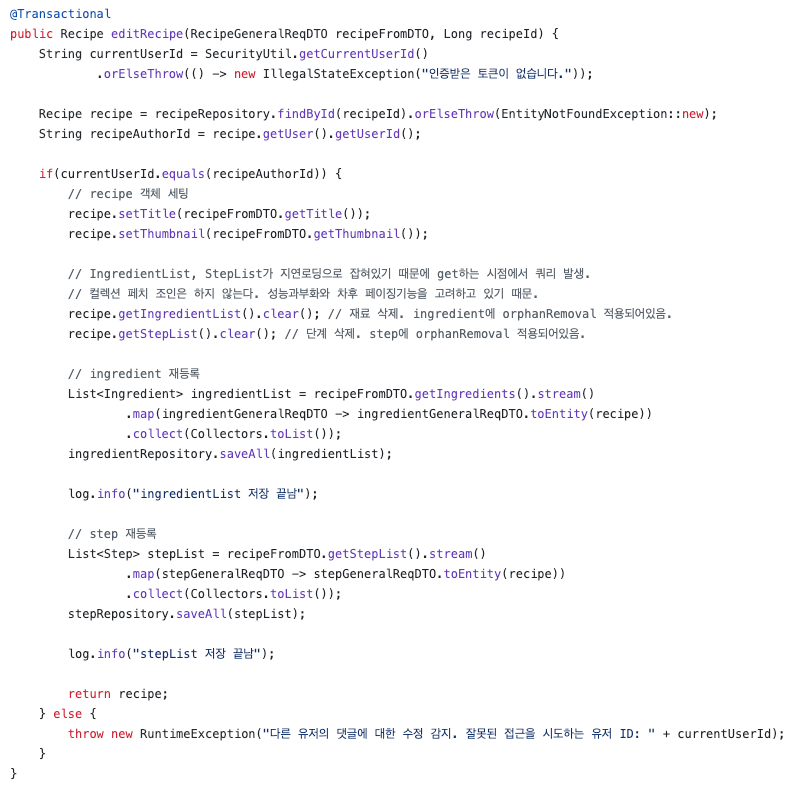 @Transactional
public Recipe editRecipe(RecipeGeneralReqDTO recipeFromDTO, Long recipeId) {
    String currentUserId = SecurityUtil.getCurrentUserId()
            .orElseThrow(() -> new IllegalStateException("인증받은 토큰이 없습니다."));

    Recipe recipe = recipeRepository.findById(recipeId).orElseThrow(EntityNotFoundException::new);
    String recipeAuthorId = recipe.getUser().getUserId();

    if(currentUserId.equals(recipeAuthorId)) {
        // recipe 객체 세팅
        recipe.setTitle(recipeFromDTO.getTitle());
        recipe.setThumbnail(recipeFromDTO.getThumbnail());

        // IngredientList, StepList가 지연로딩으로 잡혀있기 때문에 get하는 시점에서 쿼리 발생.
        // 컬렉션 페치 조인은 하지 않는다. 성능과부화와 차후 페이징기능을 고려하고 있기 때문.
        recipe.getIngredientList().clear(); // 재료 삭제. ingredient에 orphanRemoval 적용되어있음.
        recipe.getStepList().clear(); // 단계 삭제. step에 orphanRemoval 적용되어있음.

        // ingredient 재등록
        List<Ingredient> ingredientList = recipeFromDTO.getIngredients().stream()
                .map(ingredientGeneralReqDTO -> ingredientGeneralReqDTO.toEntity(recipe))
                .collect(Collectors.toList());
        ingredientRepository.saveAll(ingredientList);

        log.info("ingredientList 저장 끝남");

        // step 재등록
        List<Step> stepList = recipeFromDTO.getStepList().stream()
                .map(stepGeneralReqDTO -> stepGeneralReqDTO.toEntity(recipe))
                .collect(Collectors.toList());
        stepRepository.saveAll(stepList);

        log.info("stepList 저장 끝남");

        return recipe;
    } else {
        throw new RuntimeException("다른 유저의 댓글에 대한 수정 감지. 잘못된 접근을 시도하는 유저 ID: " + currentUserId);
    }
}